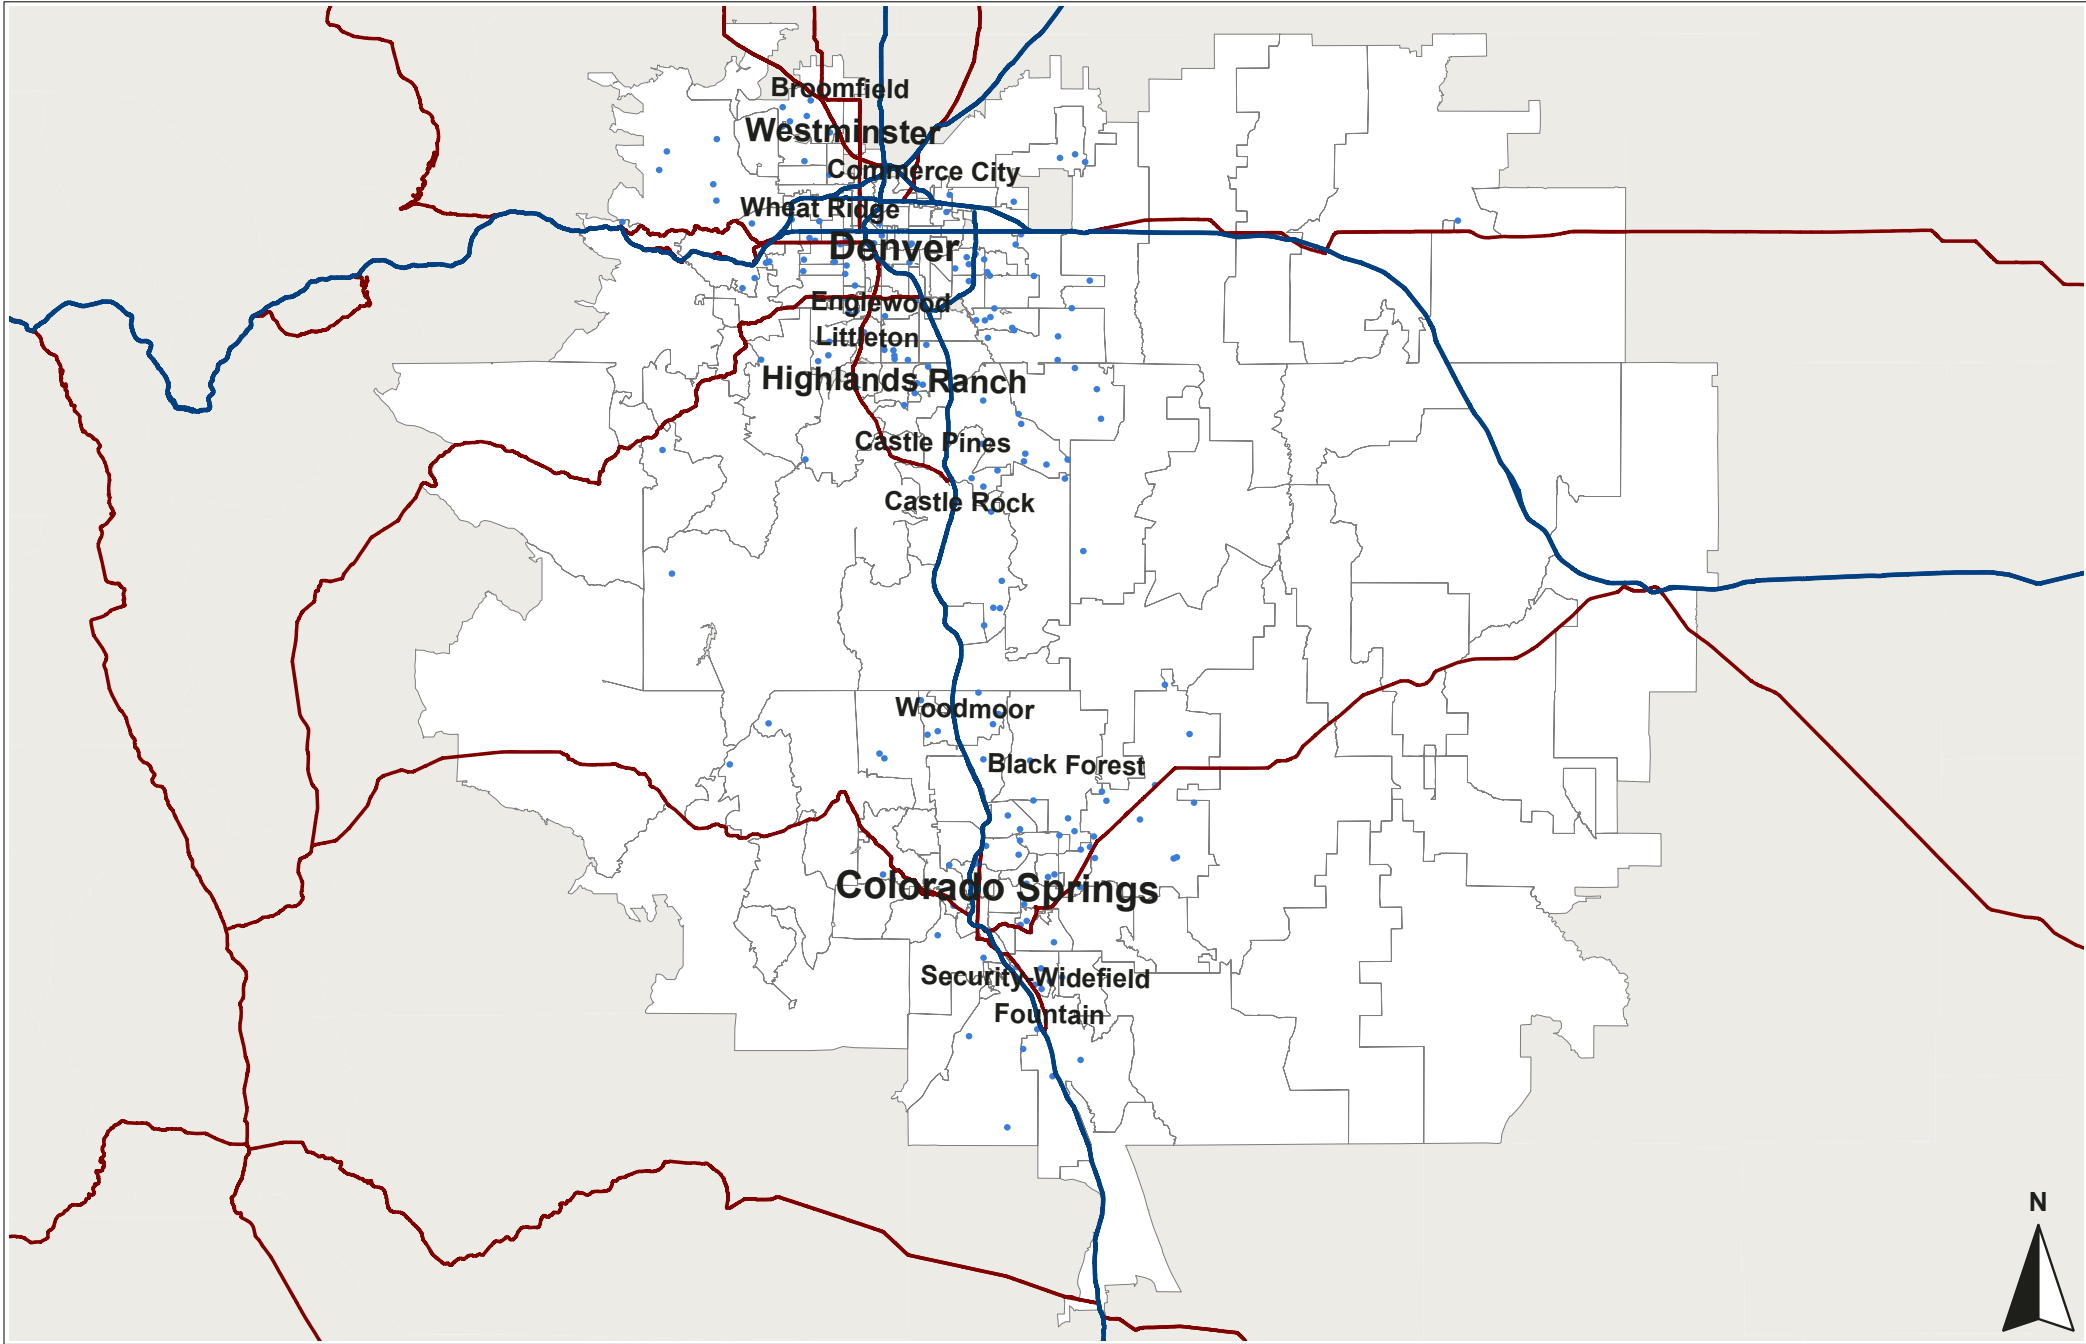 Broomfield
Westminster
Commerce City
Wheat Ridge
Denver
Englewood
Littleton
Highlands Ranch
Castle Pines
Castle Rock
Woodmoor
Black Forest
Colorado Springs
Security-Widefield
Fountain
N